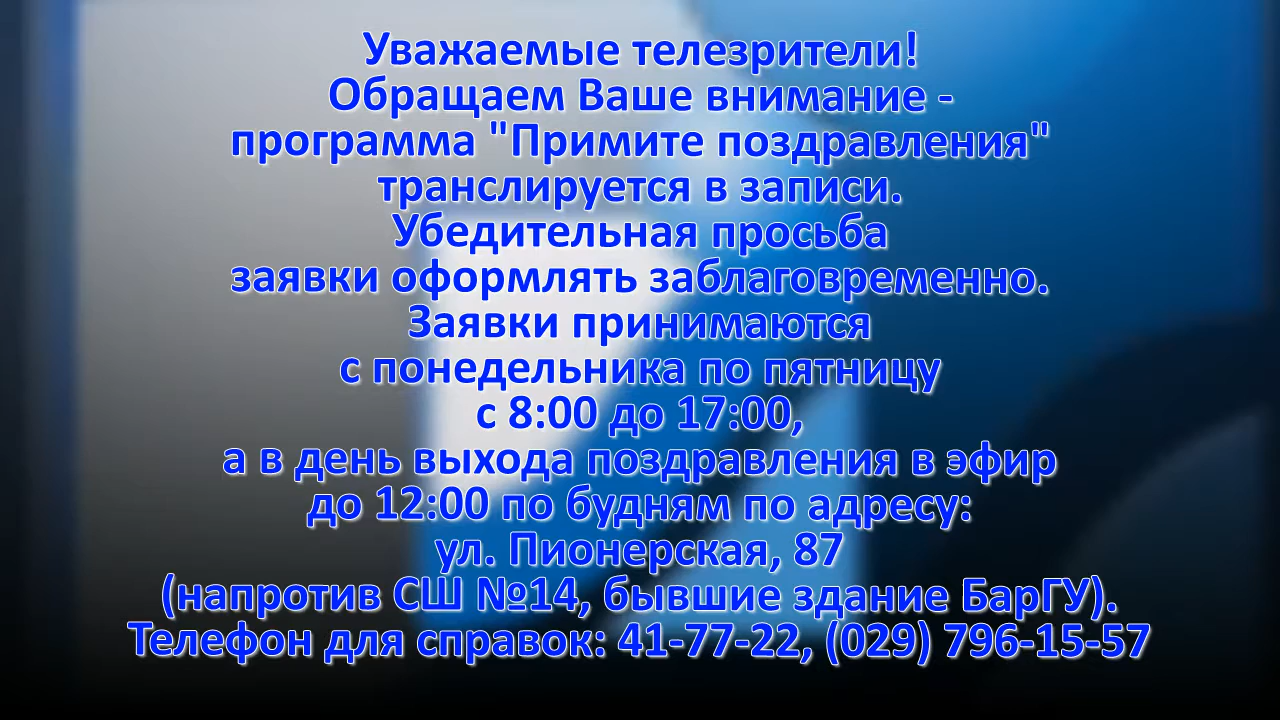 Уважаемые телезрители!
Обращаем Ваше внимание -
программа "Примите поздравления"
транслируется в записи.
Убедительная просьба
заявки оформлять заблаговременно.
Заявки принимаются
с понедельника по пятницу
с 8:00 до 17:00,
а в день выхода поздравления в эфир
до 12:00 по будням по адресу:
ул. Пионерская, 87
(напротив СШ №14, бывшие здание БарГУ).
Телефон для справок: 41-77-22, (029) 796-15-57